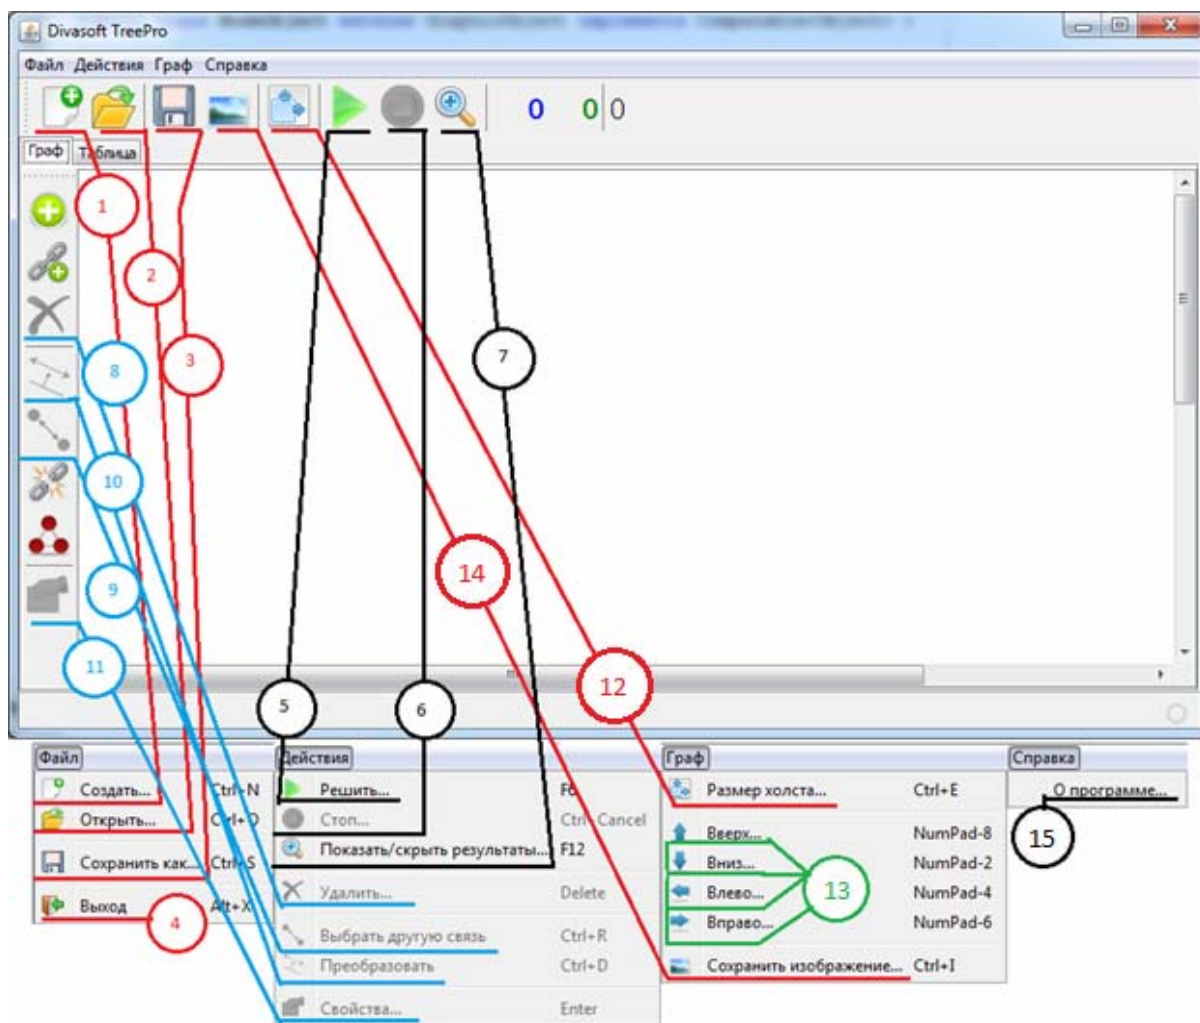 Divasoft TreePro
Файл Действия Граф Справка
0 0 0
Граф Таблица
1
2
3
7
8
10
14
9
11
12
5
6
Файл Действия Граф Справка
Создать... Ctrl+N Решить... F6 Размер холста... Ctrl+E О программе...
Открыть... Ctrl+O Стоп... Ctrl+Cancel Вверх... NumPad-8 15
Сохранить как... Ctrl+S Показать/скрыть результаты... F12 Вниз... NumPad-2
Выход Alt+X Удалить... Delete Влево... NumPad-4 13
4 Выбрать другую связь Ctrl+R Вправо... NumPad-6
Преобразовать Ctrl+D Сохранить изображение... Ctrl+I
Свойства... Enter